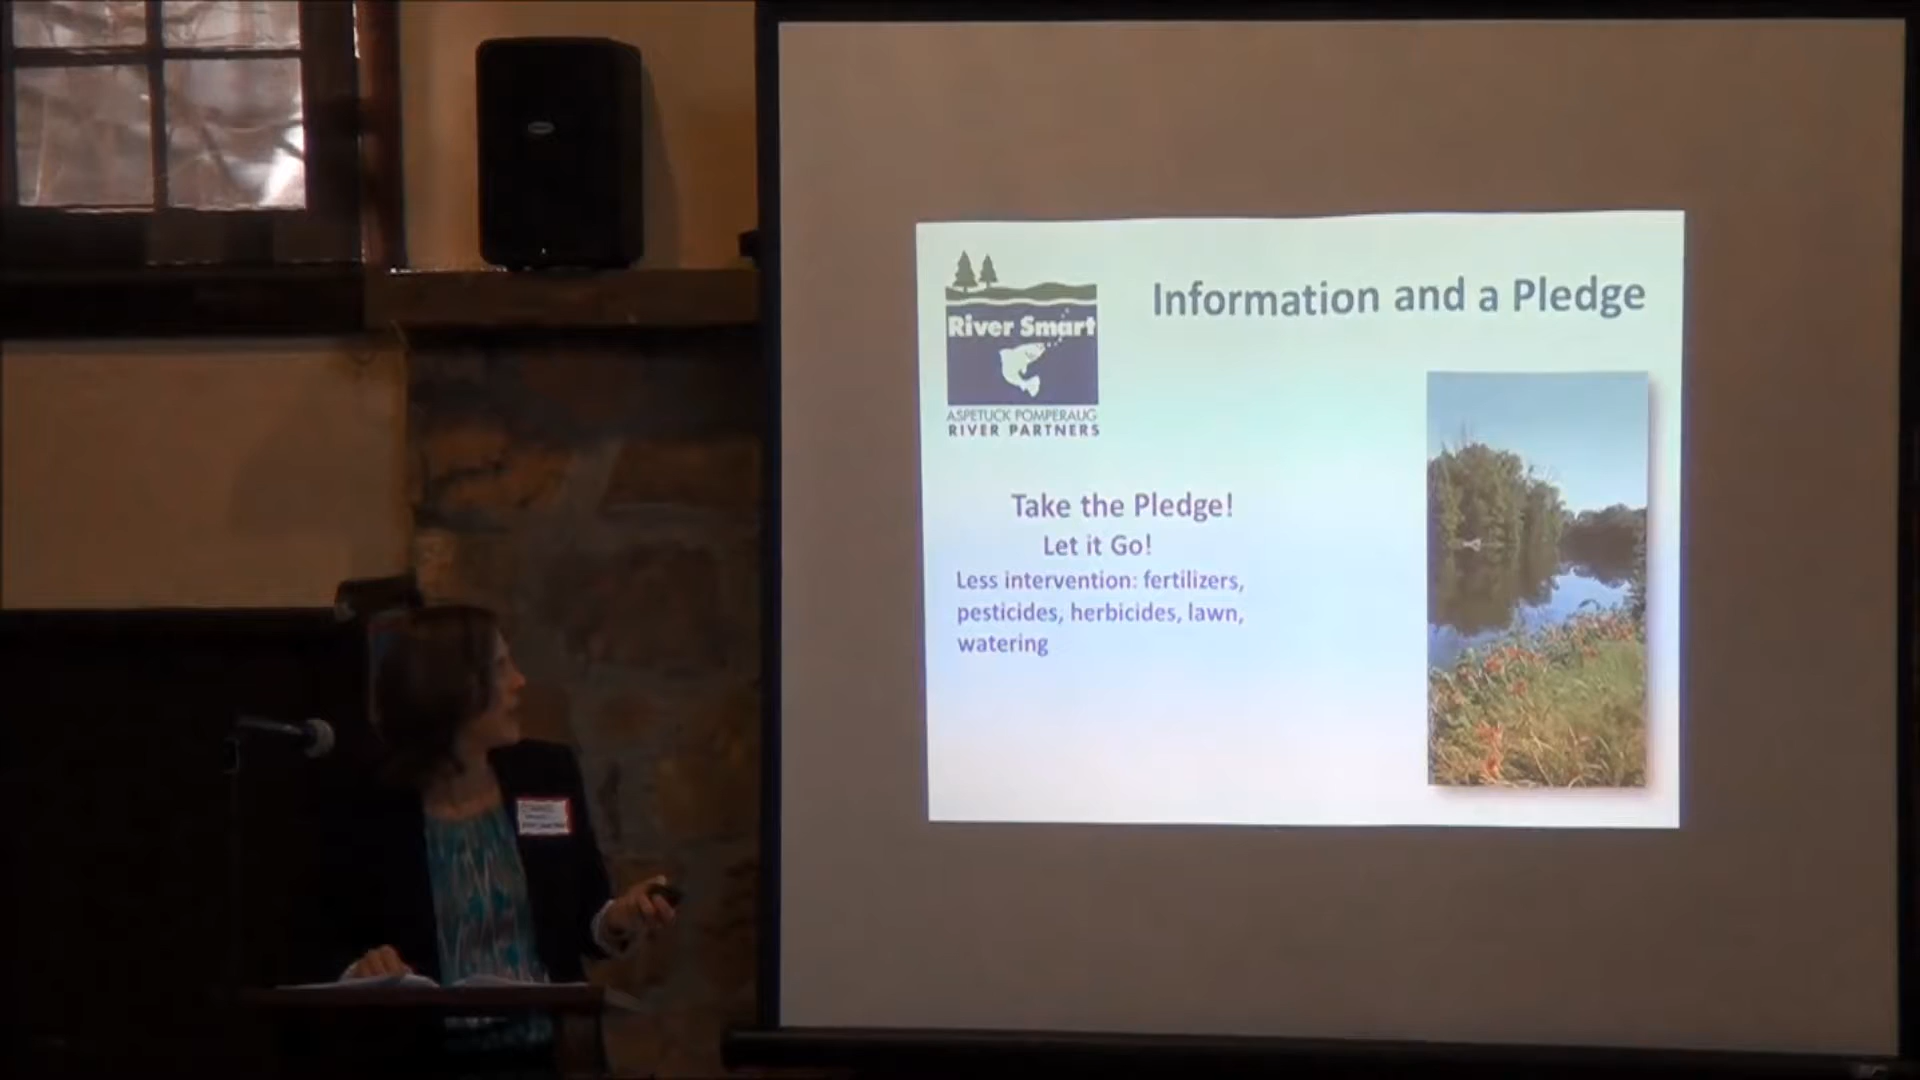 Information and a Pledge
River Smart
ASPETUCK POMPERAUG
RIVER PARTNERS
Take the Pledge!
Let it Go!
Less intervention: fertilizers,
pesticides, herbicides, lawn,
watering